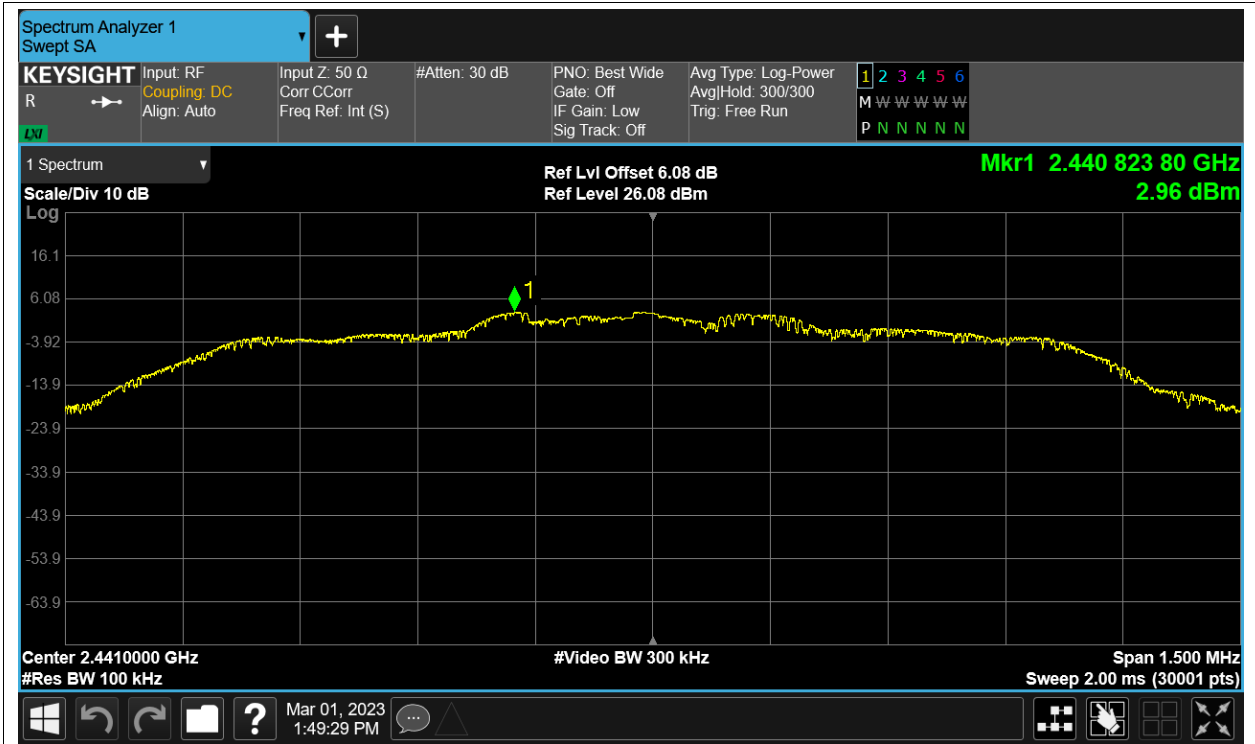 Spectrum Analyzer 1
Swept SA
KEYSIGHT
R
LXI
Input: RF
Coupling: DC
Align: Auto
Input Z: 50 Ω
Corr CCorr
Freq Ref: Int (S)
#Atten: 30 dB
PNO: Best Wide
Gate: Off
IF Gain: Low
Sig Track: Off
Avg Type: Log-Power
Avg|Hold: 300/300
Trig: Free Run
1 2 3 4 5 6
M W W W W W
P N N N N N
1 Spectrum
Scale/Div 10 dB
Log
Ref Lvl Offset 6.08 dB
Ref Level 26.08 dBm
Mkr1 2.440 823 80 GHz
2.96 dBm
16.1
6.08
-3.92
-13.9
-23.9
-33.9
-43.9
-53.9
-63.9
1
Center 2.4410000 GHz
#Res BW 100 kHz
#Video BW 300 kHz
Span 1.500 MHz
Sweep 2.00 ms (30001 pts)
?
Mar 01, 2023
1:49:29 PM